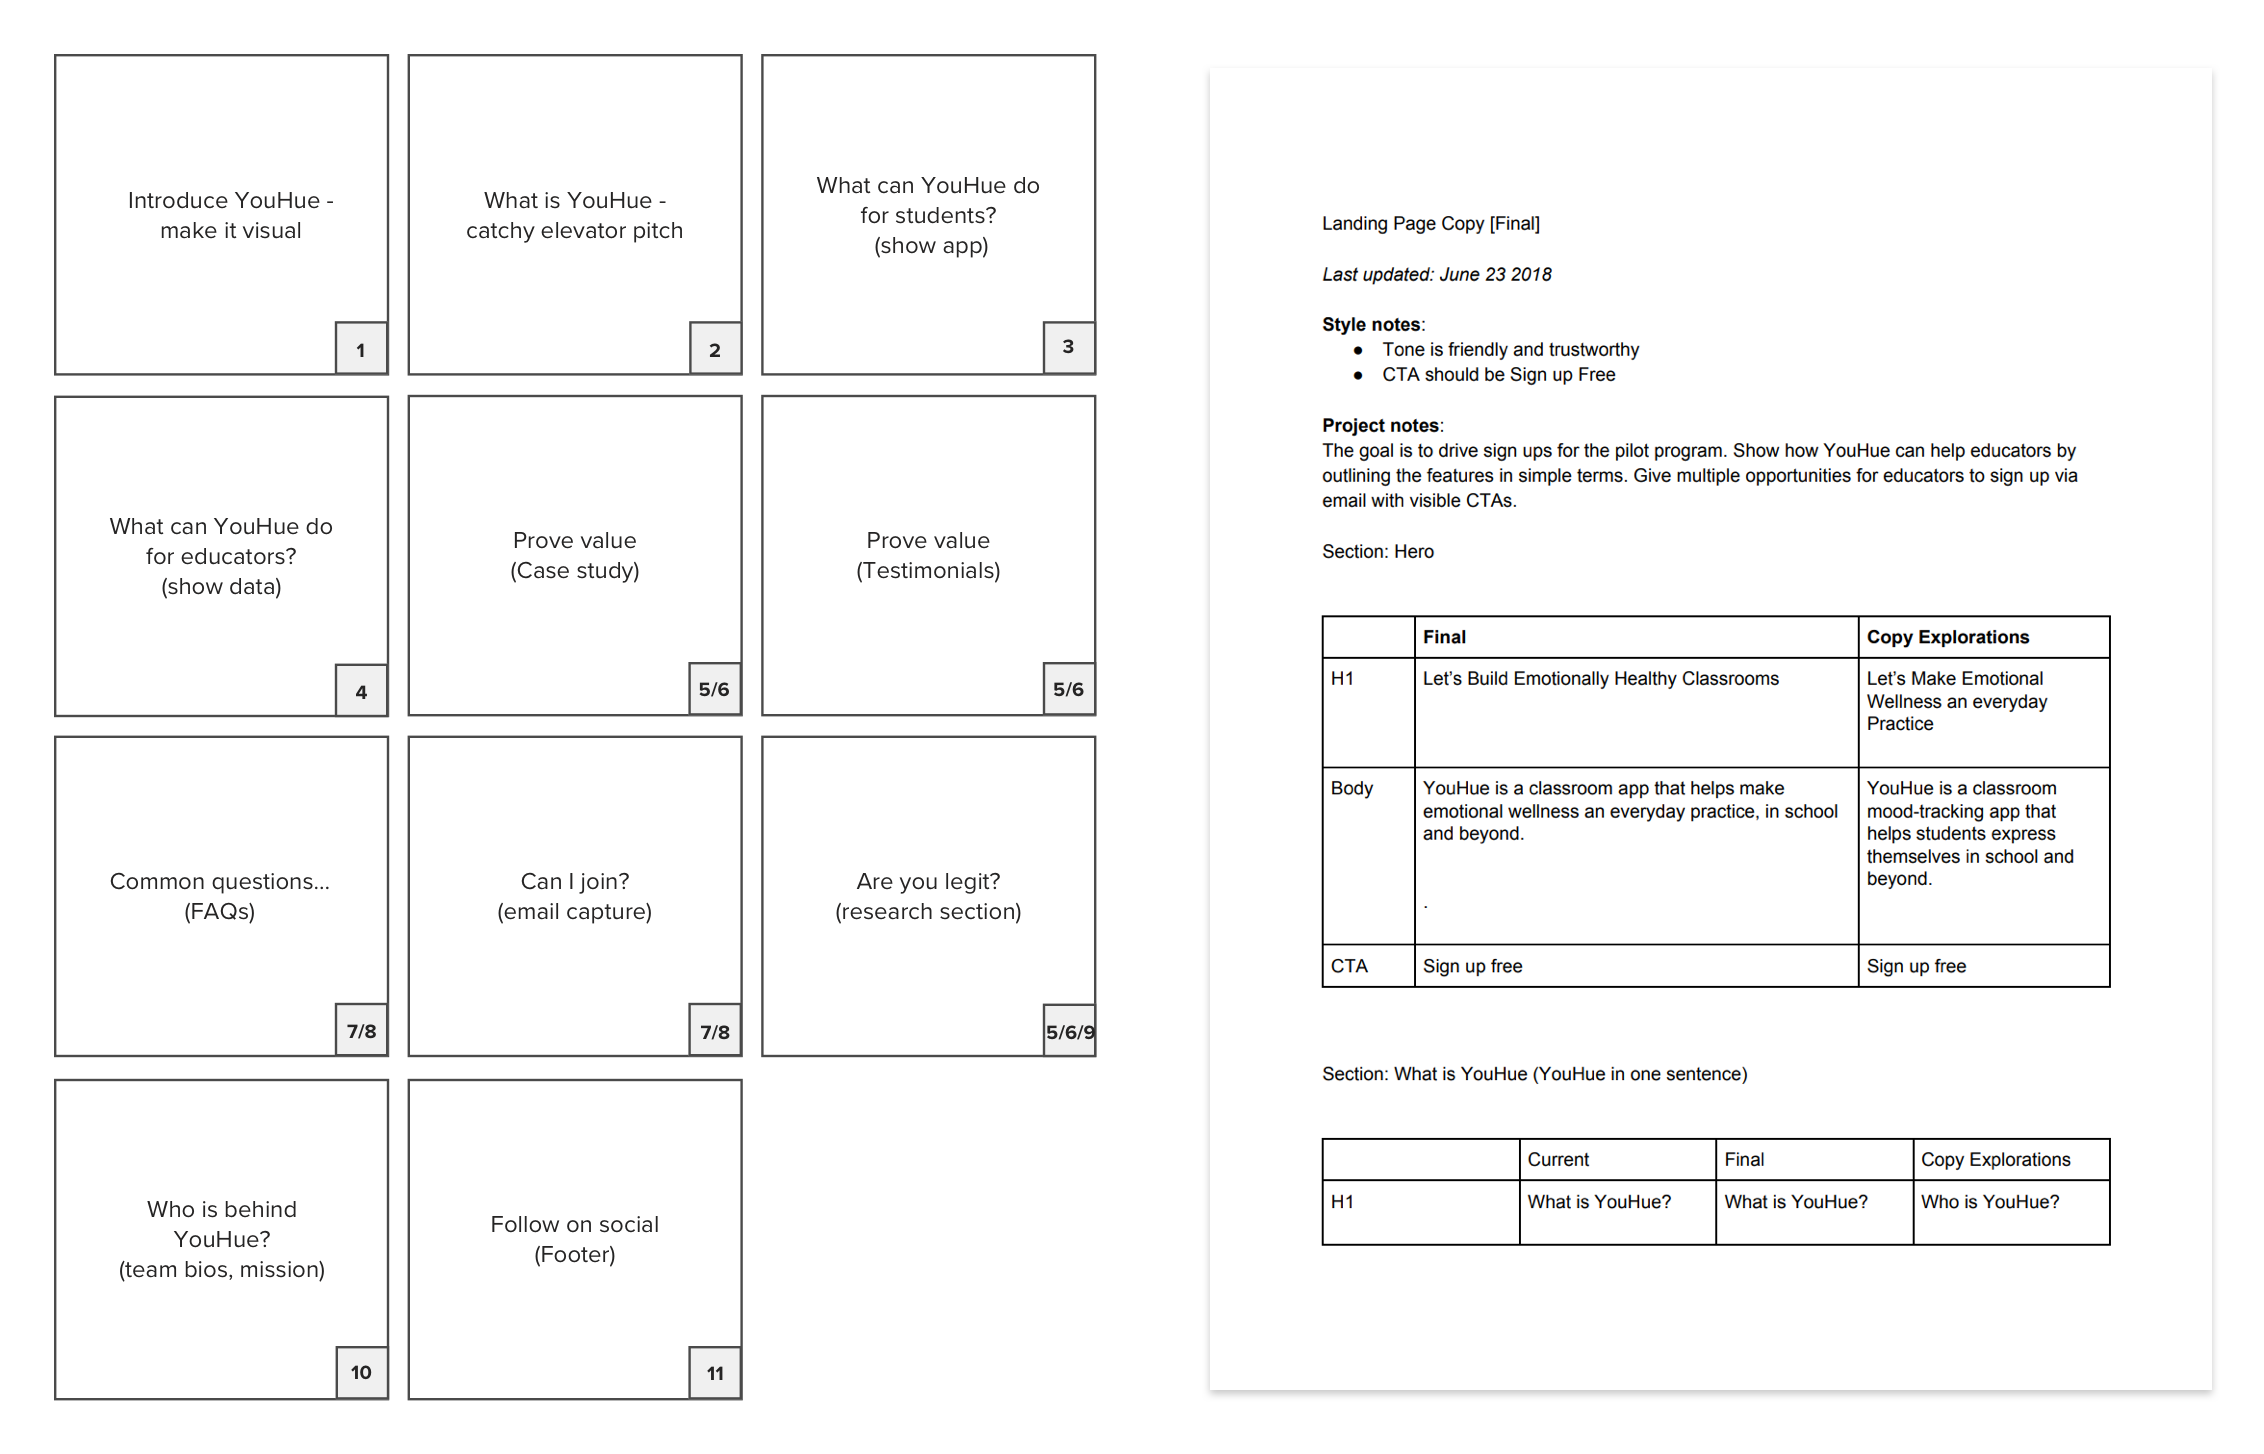 Introduce YouHue -
make it visual
1
What is YouHue -
catchy elevator pitch
2
What can YouHue do
for students?
(show app)
3
What can YouHue do
for educators?
(show data)
4
Prove value
(Case study)
5/6
Prove value
(Testimonials)
5/6
Common questions...
(FAQs)
7/8
Can I join?
(email capture)
7/8
Are you legit?
(research section)
5/6/9
Who is behind
YouHue?
(team bios, mission)
10
Follow on social
(Footer)
11
Landing Page Copy [Final]
Last updated: June 23 2018
Style notes:
● Tone is friendly and trustworthy
● CTA should be Sign up Free
Project notes:
The goal is to drive sign ups for the pilot program. Show how YouHue can help educators by
outlining the features in simple terms. Give multiple opportunities for educators to sign up via
email with visible CTAs.
Section: Hero
Final
Copy Explorations
H1
Let's Build Emotionally Healthy Classrooms
Let's Make Emotional
Wellness an everyday
Practice
Body
YouHue is a classroom app that helps make
emotional wellness an everyday practice, in school
and beyond.
.
YouHue is a classroom
mood-tracking app that
helps students express
themselves in school and
beyond.
CTA
Sign up free
Sign up free
Section: What is YouHue (YouHue in one sentence)
Current
Final
Copy Explorations
H1
What is YouHue?
What is YouHue?
Who is YouHue?